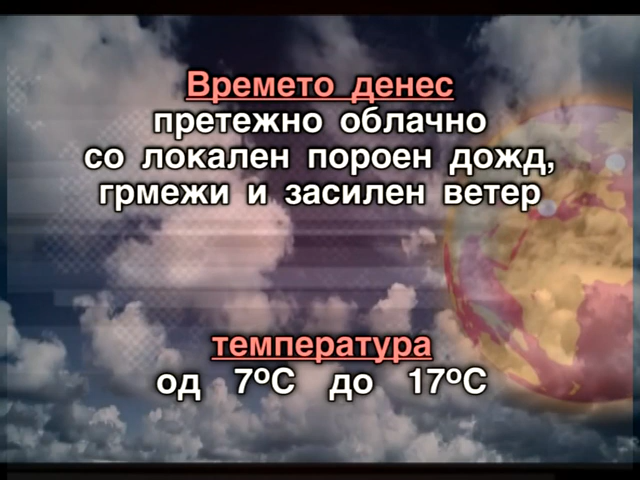 Времето денес
претежно облачно
со локален пороен дожд,
грмежи и засилен ветер
температура
од 7ºC до 17ºC